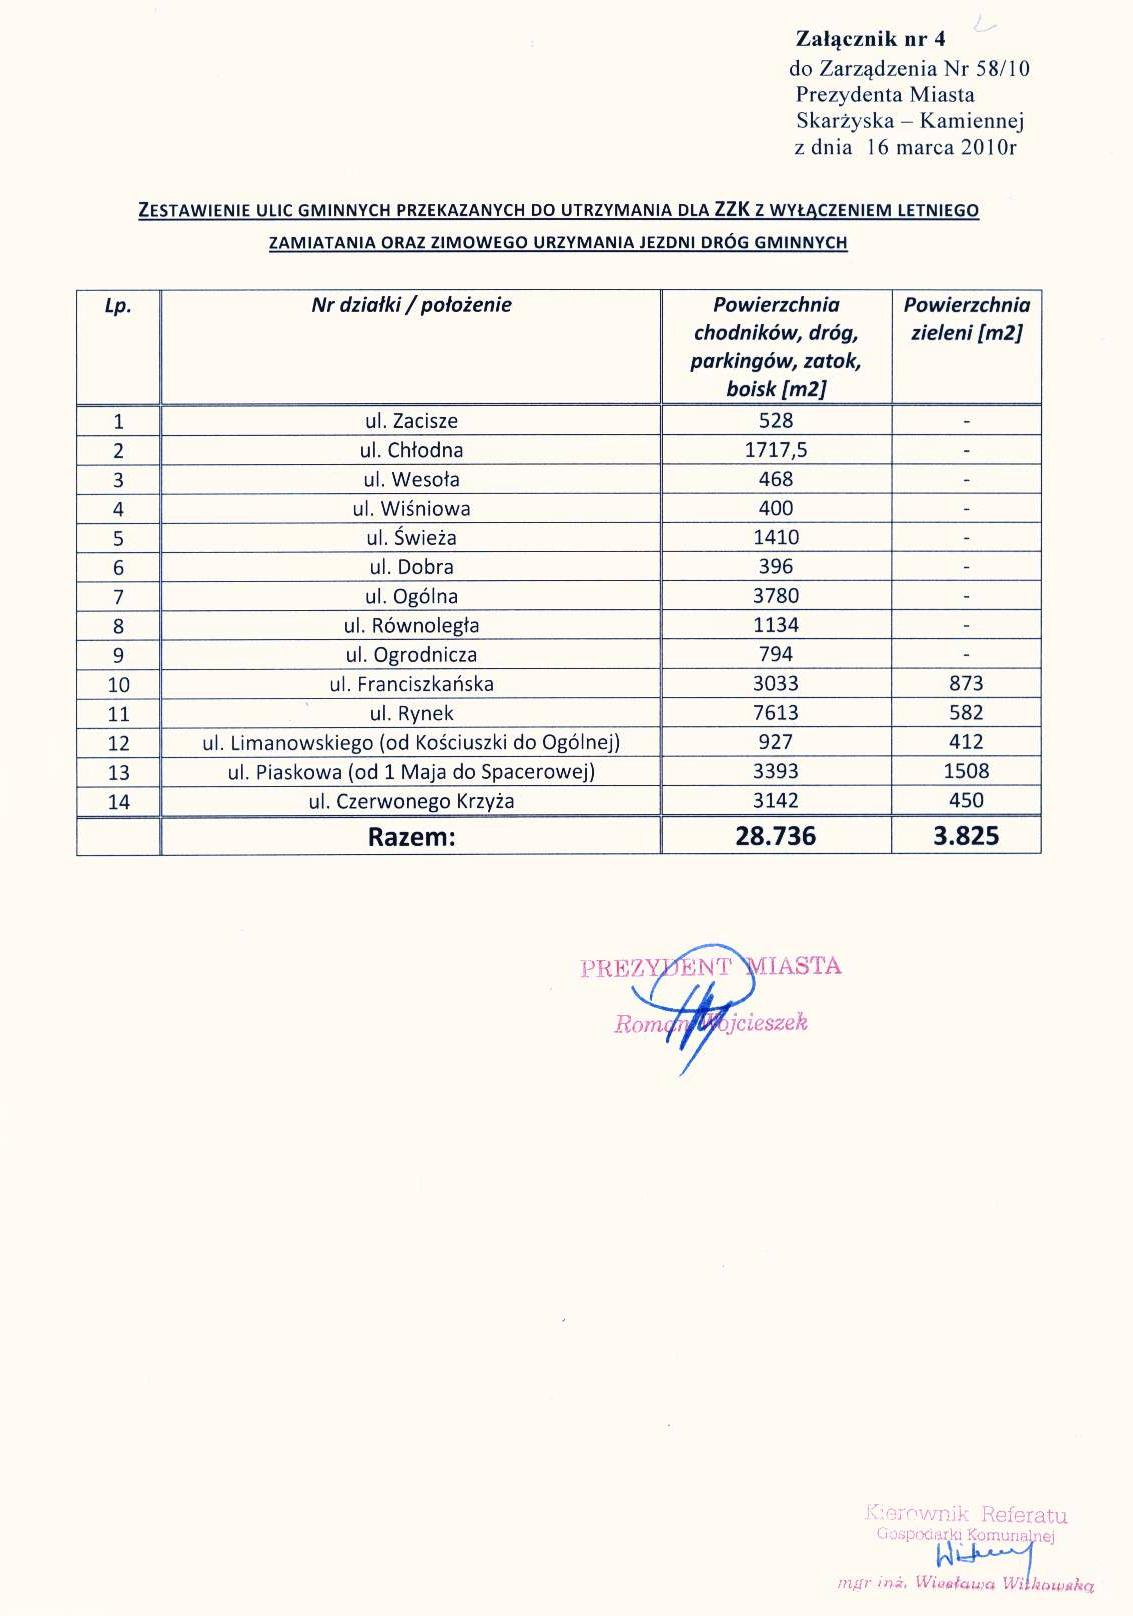 Załącznik nr 4
do Zarządzenia Nr 58/10
Prezydenta Miasta
Skarżyska – Kamiennej
z dnia 16 marca 2010r
ZESTAWIENIE ULIC GMINNYCH PRZEKAZANYCH DO UTRZYMANIA DLA ZZK Z WYŁĄCZENIEM LETNIEGO
ZAMIATANIA ORAZ ZIMOWEGO URZYMANIA JEZDNI DRÓG GMINNYCH
Lp. Nr działki / położenie Powierzchnia chodników, dróg, parkingów, zatok, boisk [m2] Powierzchnia zieleni [m2]
1 ul. Zacisze 528 -
2 ul. Chłodna 1717,5 -
3 ul. Wesoła 468 -
4 ul. Wiśniowa 400 -
5 ul. Świeża 1410 -
6 ul. Dobra 396 -
7 ul. Ogólna 3780 -
8 ul. Równoległa 1134 -
9 ul. Ogrodnicza 794 -
10 ul. Franciszkańska 3033 873
11 ul. Rynek 7613 582
12 ul. Limanowskiego (od Kościuszki do Ogólnej) 927 412
13 ul. Piaskowa (od 1 Maja do Spacerowej) 3393 1508
14 ul. Czerwonego Krzyża 3142 450
Razem: 28.736 3.825
PREZYDENT MIASTA
Roman Wojcieszek
Kierownik Referatu
Gospodarki Komunalnej
mgr inż. Wiesława Witkowska